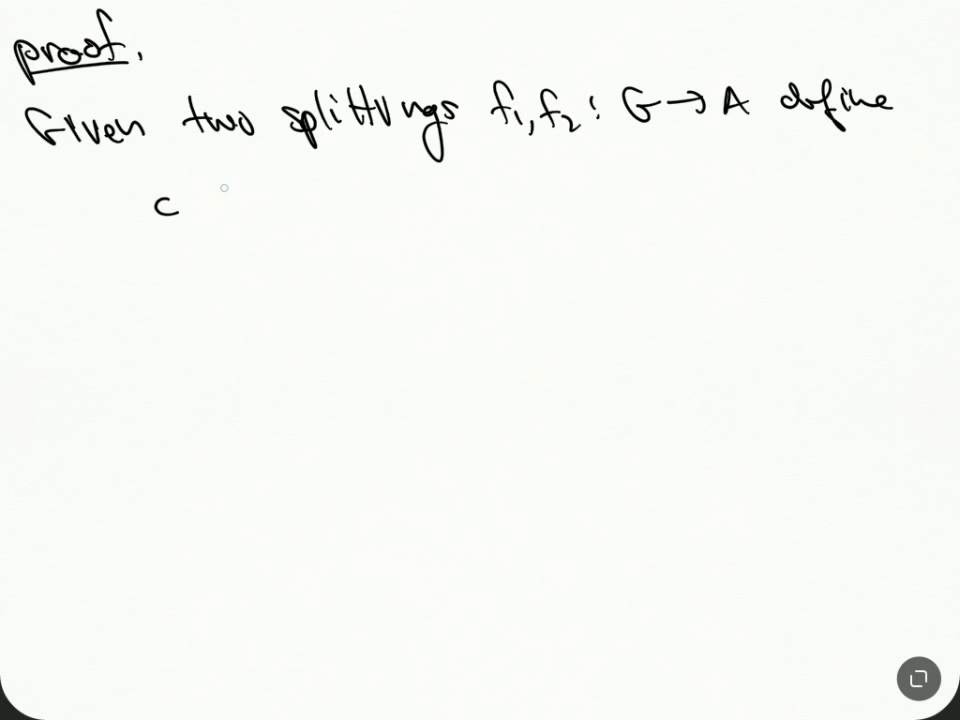 proof.
Given two splittings f₁, f₂: G → A define
c